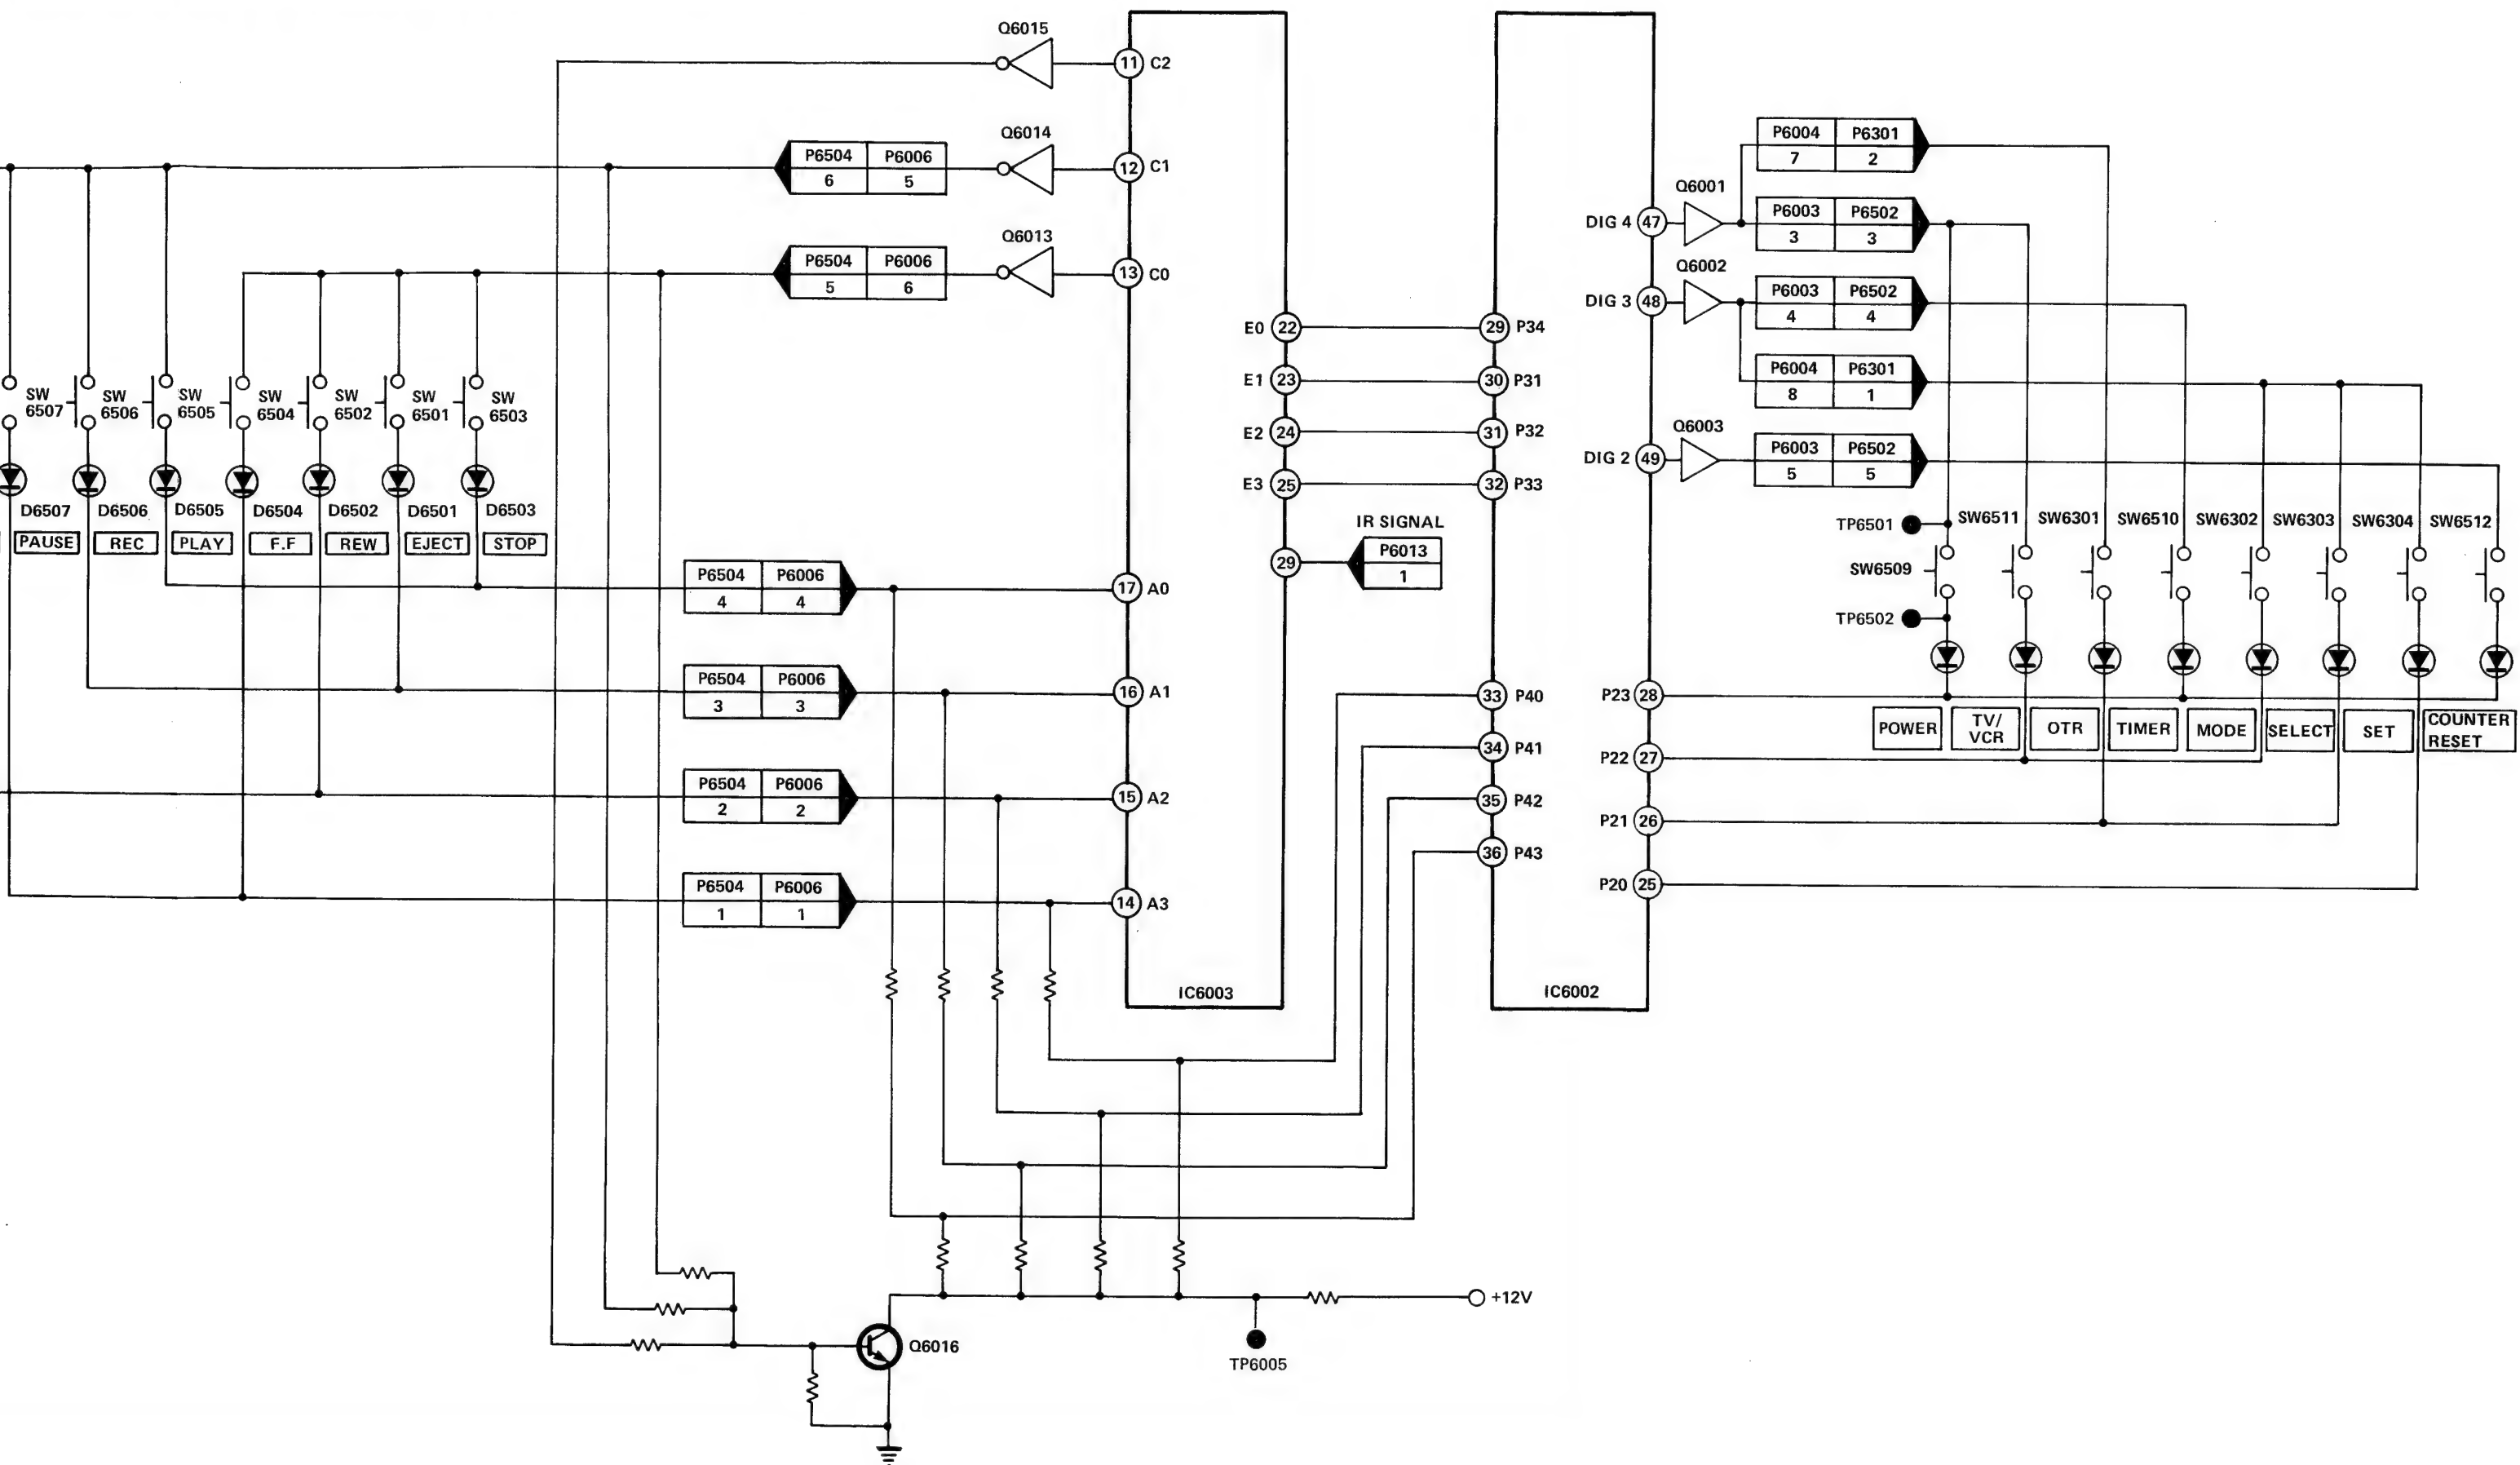 Q6015
11 C2
Q6014
P6504 P6006
6 5
12 C1
Q6013
P6504 P6006
5 6
13 C0
P6004 P6301
7 2
Q6001
DIG 4 47
P6003 P6502
3 3
Q6002
DIG 3 48
P6003 P6502
4 4
P6004 P6301
8 1
Q6003
DIG 2 49
P6003 P6502
5 5
E0 22
29 P34
E1 23
30 P31
E2 24
31 P32
E3 25
32 P33
IR SIGNAL
29
P6013
1
SW 6507
SW 6506
SW 6505
SW 6504
SW 6502
SW 6501
SW 6503
D6507 D6506 D6505 D6504 D6502 D6501 D6503
PAUSE REC PLAY F.F REW EJECT STOP
P6504 P6006
4 4
17 A0
P6504 P6006
3 3
16 A1
P6504 P6006
2 2
15 A2
P6504 P6006
1 1
14 A3
IC6003
33 P40
34 P41
35 P42
36 P43
P23 28
P22 27
P21 26
P20 25
IC6002
TP6501
SW6511 SW6301 SW6510 SW6302 SW6303 SW6304 SW6512
SW6509
TP6502
POWER
TV/
VCR
OTR
TIMER
MODE
SELECT
SET
COUNTER
RESET
+12V
Q6016
TP6005